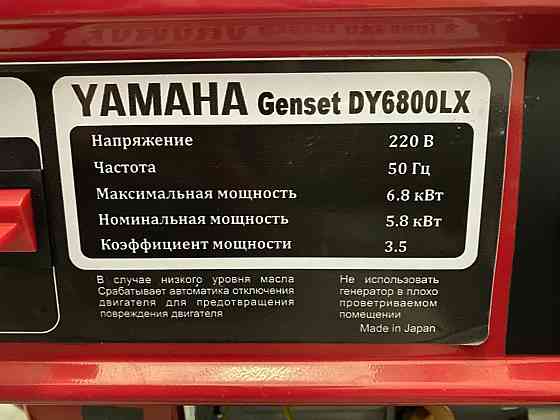 YAMAHA Genset DY6800LX
Напряжение 220 В
Частота 50 Гц
Максимальная мощность 6.8 кВт
Номинальная мощность 5.8 кВт
Коэффициент мощности 3.5
В случае низкого уровня масла
Срабатывает автоматика отключения
двигателя для предотвращения
повреждения двигателя
Не использовать
генератор в плохо
проветриваемом
помещении
Made in Japan